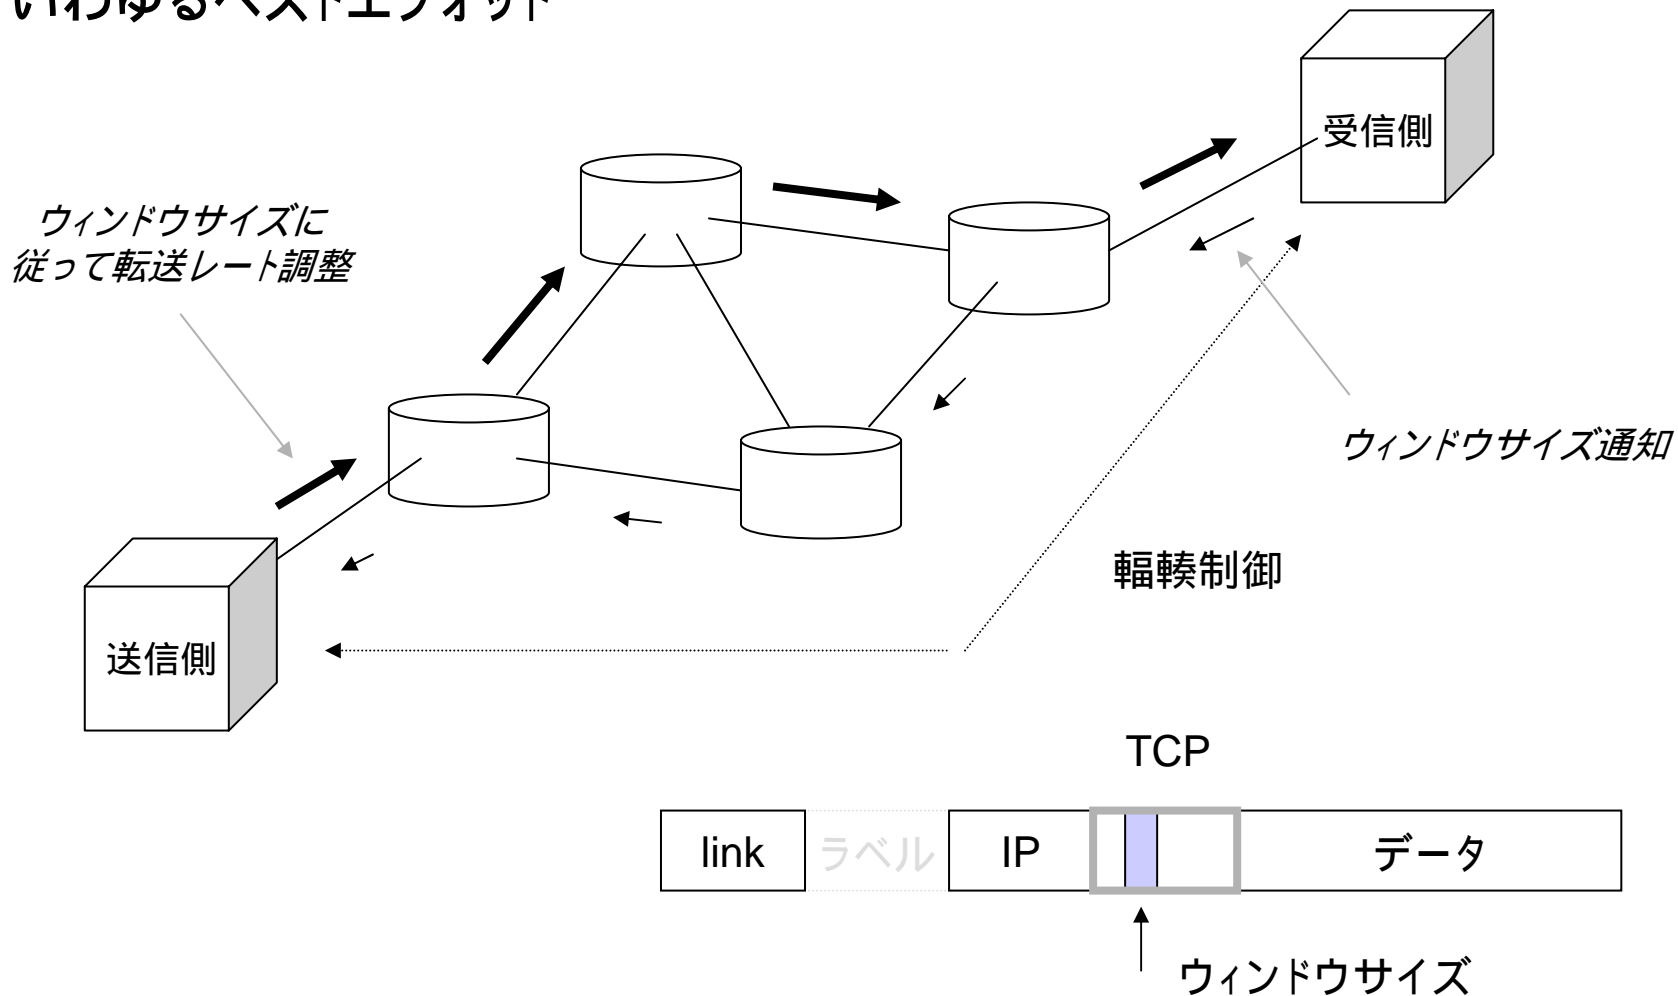 いわゆるベストエフォット
受信側
ウィンドウサイズに
従って転送レート調整
ウィンドウサイズ通知
輻輳制御
送信側
TCP
link ラベル IP データ
ウィンドウサイズ